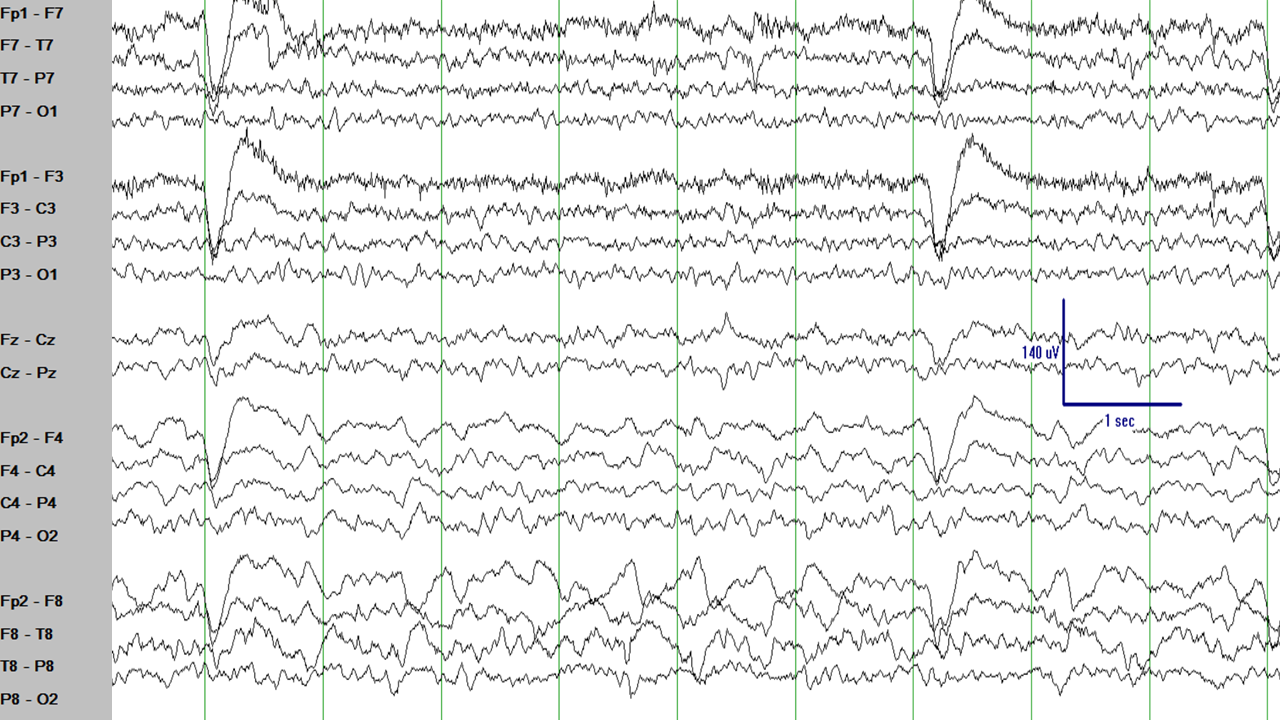 Fp1 - F7
F7 - T7
T7 - P7
P7 - O1
Fp1 - F3
F3 - C3
C3 - P3
P3 - O1
Fz - Cz
Cz - Pz
140 uV
1 sec
Fp2 - F4
F4 - C4
C4 - P4
P4 - O2
Fp2 - F8
F8 - T8
T8 - P8
P8 - O2